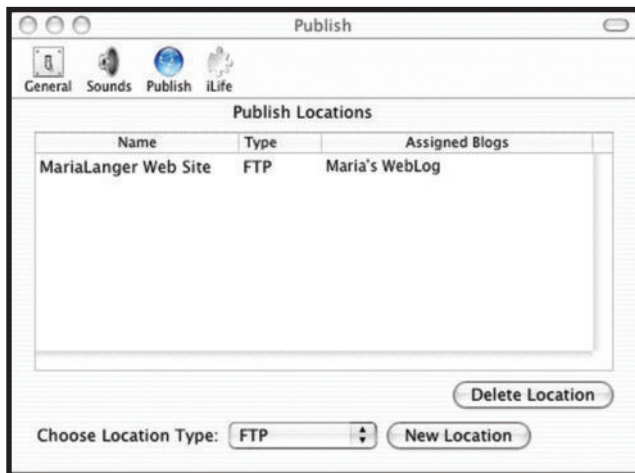 Publish
General Sounds Publish iLife
Publish Locations
Name Type Assigned Blogs
MariaLanger Web Site FTP Maria's WebLog
Delete Location
Choose Location Type: FTP New Location